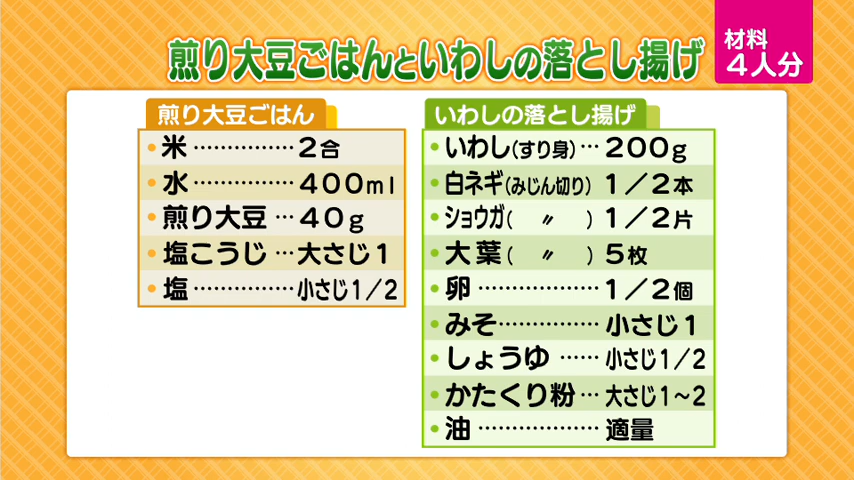 煎り大豆ごはんといわしの落とし揚げ
材料
4人分
煎り大豆ごはん
・米……………2合
・水……………400ml
・煎り大豆…40g
・塩こうじ…大さじ1
・塩……………小さじ1/2
いわしの落とし揚げ
・いわし(すり身)…200g
・白ネギ(みじん切り)1/2本
・ショウガ(〃)1/2片
・大葉(〃)5枚
・卵………………1/2個
・みそ……………小さじ1
・しょうゆ……小さじ1/2
・かたくり粉…大さじ1~2
・油………………適量